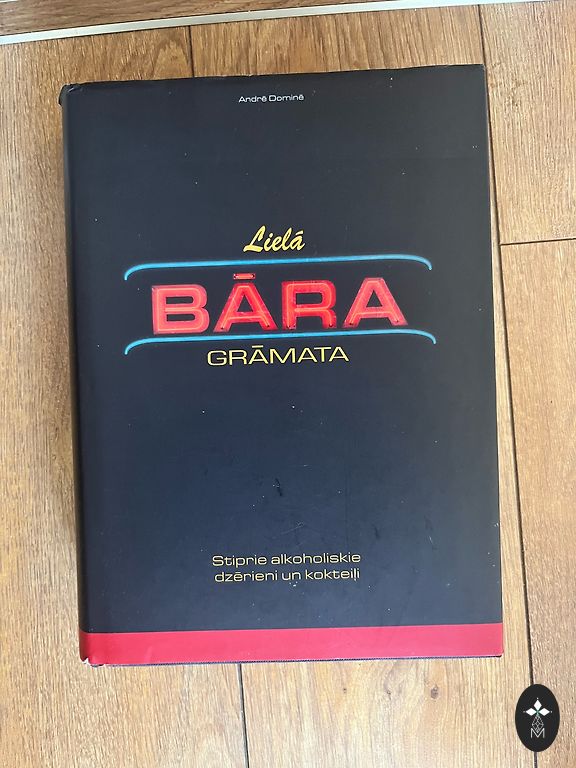 André Dominé
Lielā
BĀRA
GRĀMATA
Stiprie alkoholiskie
dzērieni un kokteiļi
M